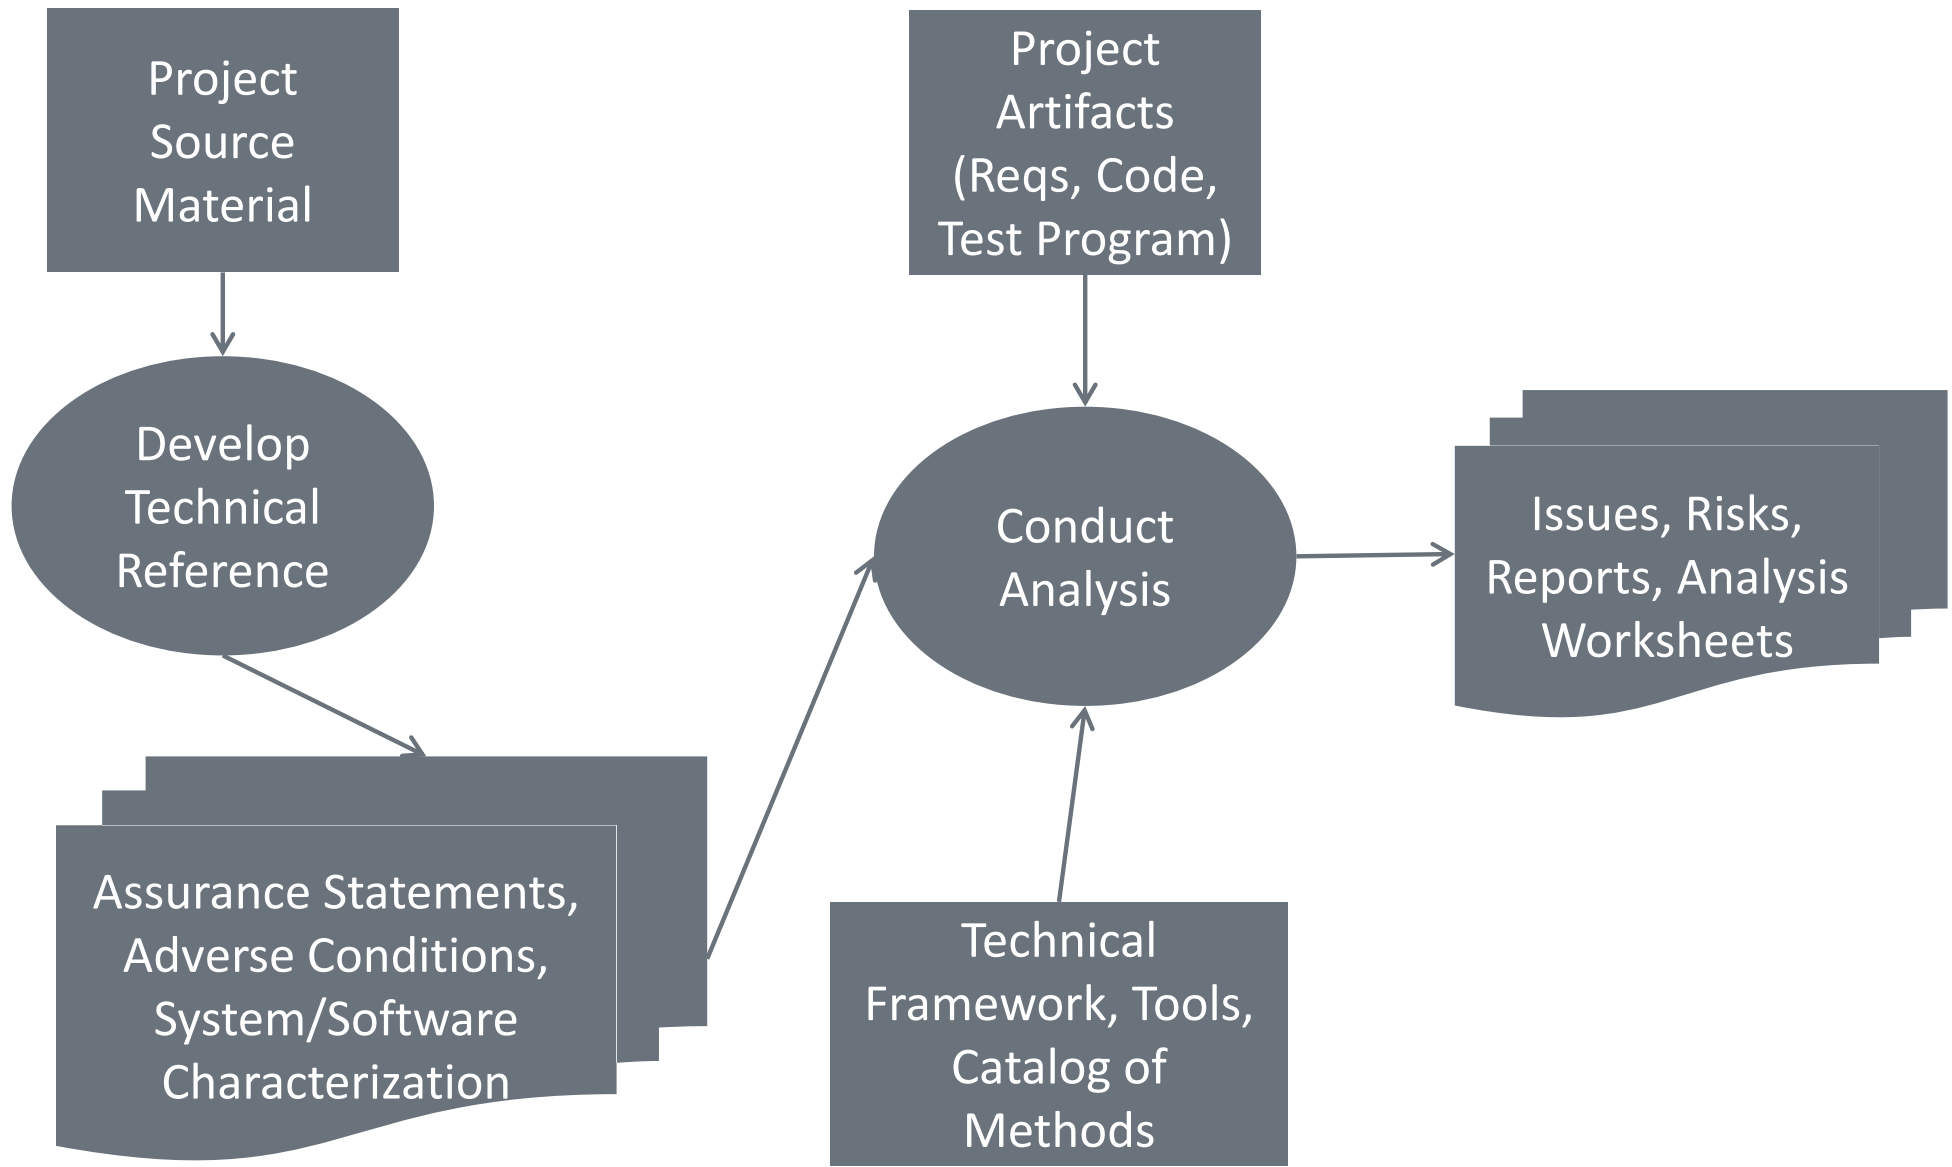 Project
Source
Material
Project
Artifacts
(Reqs, Code,
Test Program)
Develop
Technical
Reference
Conduct
Analysis
Issues, Risks,
Reports, Analysis
Worksheets
Assurance Statements,
Adverse Conditions,
System/Software
Characterization
Technical
Framework, Tools,
Catalog of
Methods